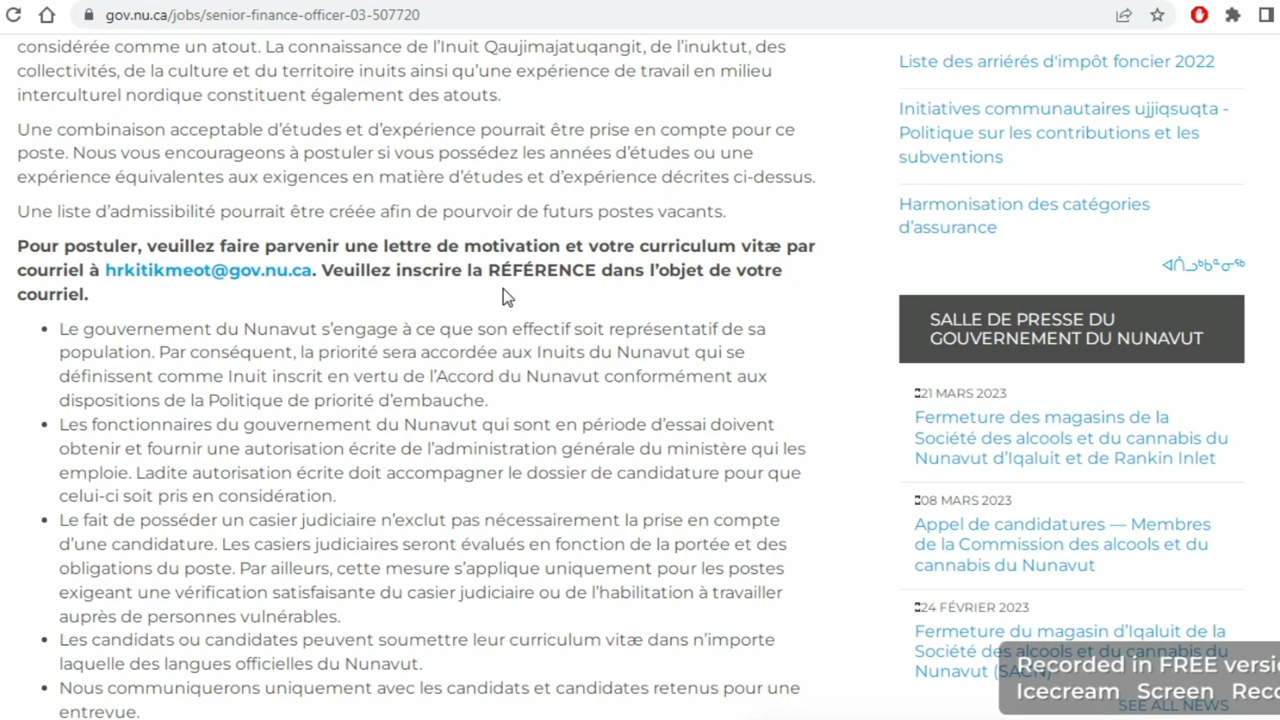 gov.nu.ca/jobs/senior-finance-officer-03-507720
considérée comme un atout. La connaissance de l'Inuit Qaujimajatuqangit, de l'inuktut, des
collectivités, de la culture et du territoire inuits ainsi qu'une expérience de travail en milieu
interculturel nordique constituent également des atouts.
Une combinaison acceptable d'études et d'expérience pourrait être prise en compte pour ce
poste. Nous vous encourageons à postuler si vous possédez les années d'études ou une
expérience équivalentes aux exigences en matière d'études et d'expérience décrites ci-dessus.
Une liste d'admissibilité pourrait être créée afin de pourvoir de futurs postes vacants.
Pour postuler, veuillez faire parvenir une lettre de motivation et votre curriculum vitæ par
courriel à hrkitikmeot@gov.nu.ca. Veuillez inscrire la RÉFÉRENCE dans l'objet de votre
courriel.
• Le gouvernement du Nunavut s'engage à ce que son effectif soit représentatif de sa
population. Par conséquent, la priorité sera accordée aux Inuits du Nunavut qui se
définissent comme Inuit inscrit en vertu de l'Accord du Nunavut conformément aux
dispositions de la Politique de priorité d'embauche.
• Les fonctionnaires du gouvernement du Nunavut qui sont en période d'essai doivent
obtenir et fournir une autorisation écrite de l'administration générale du ministère qui les
emploie. Ladite autorisation écrite doit accompagner le dossier de candidature pour que
celui-ci soit pris en considération.
• Le fait de posséder un casier judiciaire n'exclut pas nécessairement la prise en compte
d'une candidature. Les casiers judiciaires seront évalués en fonction de la portée et des
obligations du poste. Par ailleurs, cette mesure s'applique uniquement pour les postes
exigeant une vérification satisfaisante du casier judiciaire ou de l'habilitation à travailler
auprès de personnes vulnérables.
• Les candidats ou candidates peuvent soumettre leur curriculum vitæ dans n'importe
laquelle des langues officielles du Nunavut.
• Nous communiquerons uniquement avec les candidats et candidates retenus pour une
entrevue.
Liste des arriérés d'impôt foncier 2022
Initiatives communautaires ujjiqsuqta -
Politique sur les contributions et les
subventions
Harmonisation des catégories
d'assurance
ᐊᑏᓗᒃᑲᓐᓂᖅ
SALLE DE PRESSE DU
GOUVERNEMENT DU NUNAVUT
21 MARS 2023
Fermeture des magasins de la
Société des alcools et du cannabis du
Nunavut d'Iqaluit et de Rankin Inlet
08 MARS 2023
Appel de candidatures — Membres
de la Commission des alcools et du
cannabis du Nunavut
24 FÉVRIER 2023
Fermeture du magasin d'Iqaluit de la
Société des alcools et du cannabis du
Nunavut (SACN)
SEE ALL NEWS
Recorded in FREE versi
Icecream Screen Reco